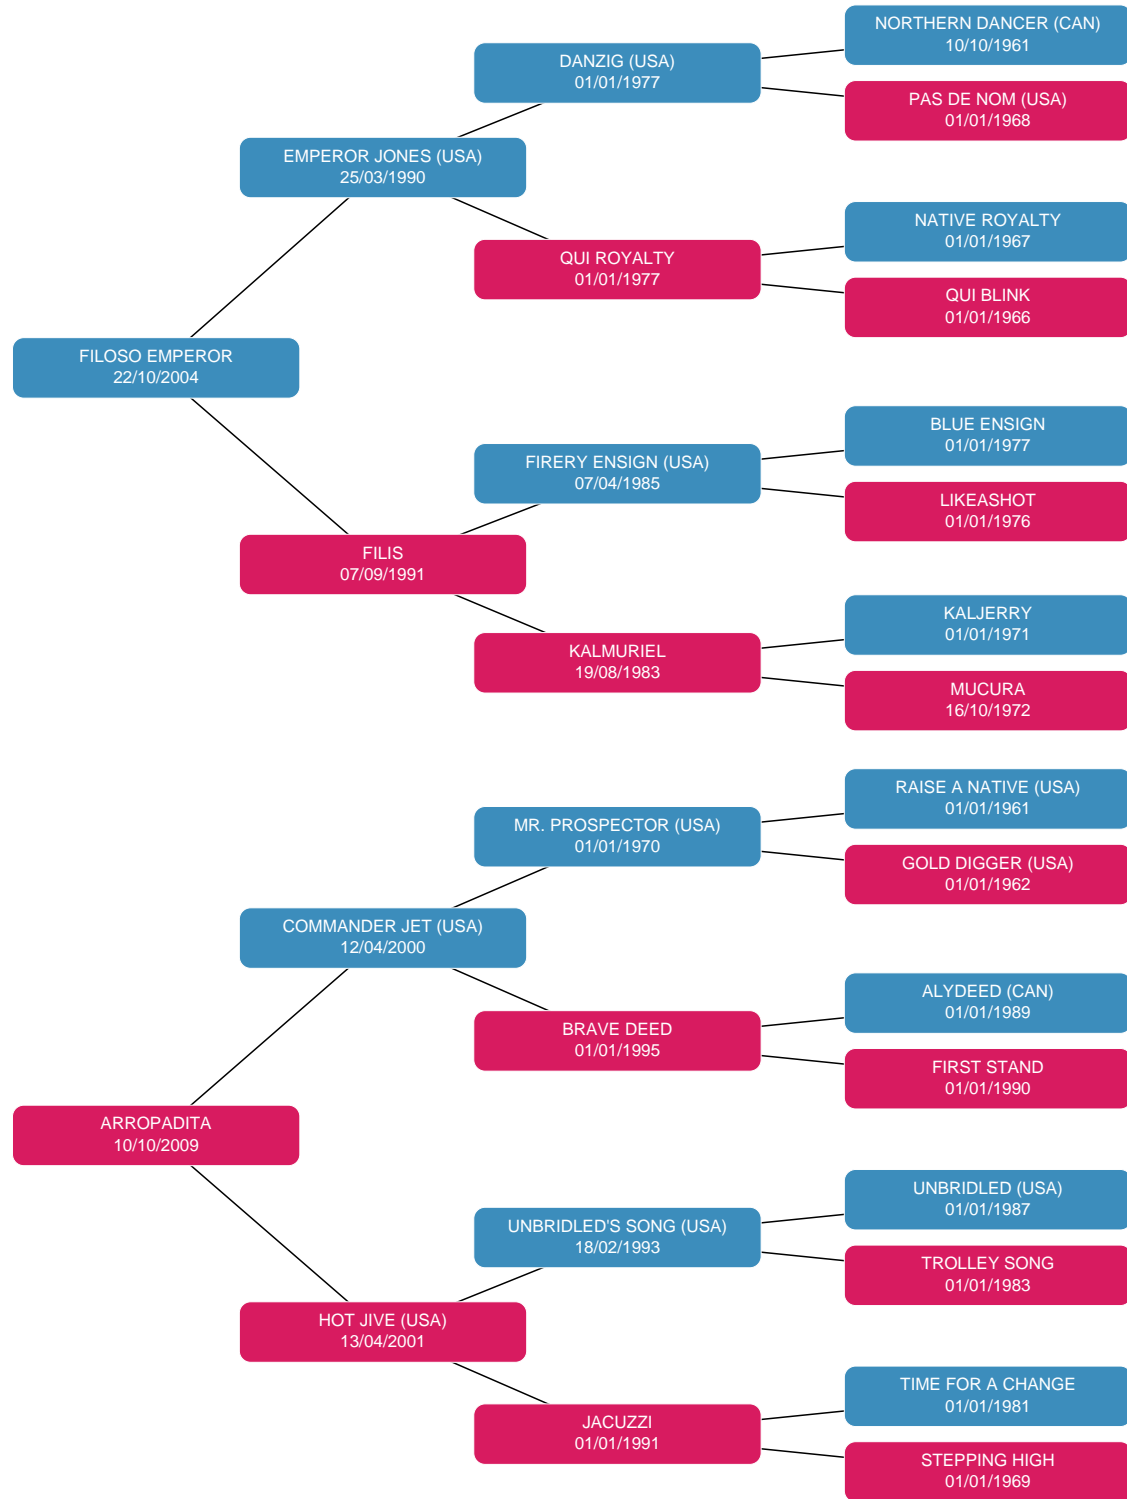 NORTHERN DANCER (CAN)
10/10/1961
DANZIG (USA)
01/01/1977
PAS DE NOM (USA)
01/01/1968
EMPEROR JONES (USA)
25/03/1990
NATIVE ROYALTY
01/01/1967
QUI ROYALTY
01/01/1977
QUI BLINK
01/01/1966
FILOSO EMPEROR
22/10/2004
BLUE ENSIGN
01/01/1977
FIRERY ENSIGN (USA)
07/04/1985
LIKEASHOT
01/01/1976
FILIS
07/09/1991
KALJERRY
01/01/1971
KALMURIEL
19/08/1983
MUCURA
16/10/1972
RAISE A NATIVE (USA)
01/01/1961
MR. PROSPECTOR (USA)
01/01/1970
GOLD DIGGER (USA)
01/01/1962
COMMANDER JET (USA)
12/04/2000
ALYDEED (CAN)
01/01/1989
BRAVE DEED
01/01/1995
FIRST STAND
01/01/1990
ARROPADITA
10/10/2009
UNBRIDLED (USA)
01/01/1987
UNBRIDLED'S SONG (USA)
18/02/1993
TROLLEY SONG
01/01/1983
HOT JIVE (USA)
13/04/2001
TIME FOR A CHANGE
01/01/1981
JACUZZI
01/01/1991
STEPPING HIGH
01/01/1969